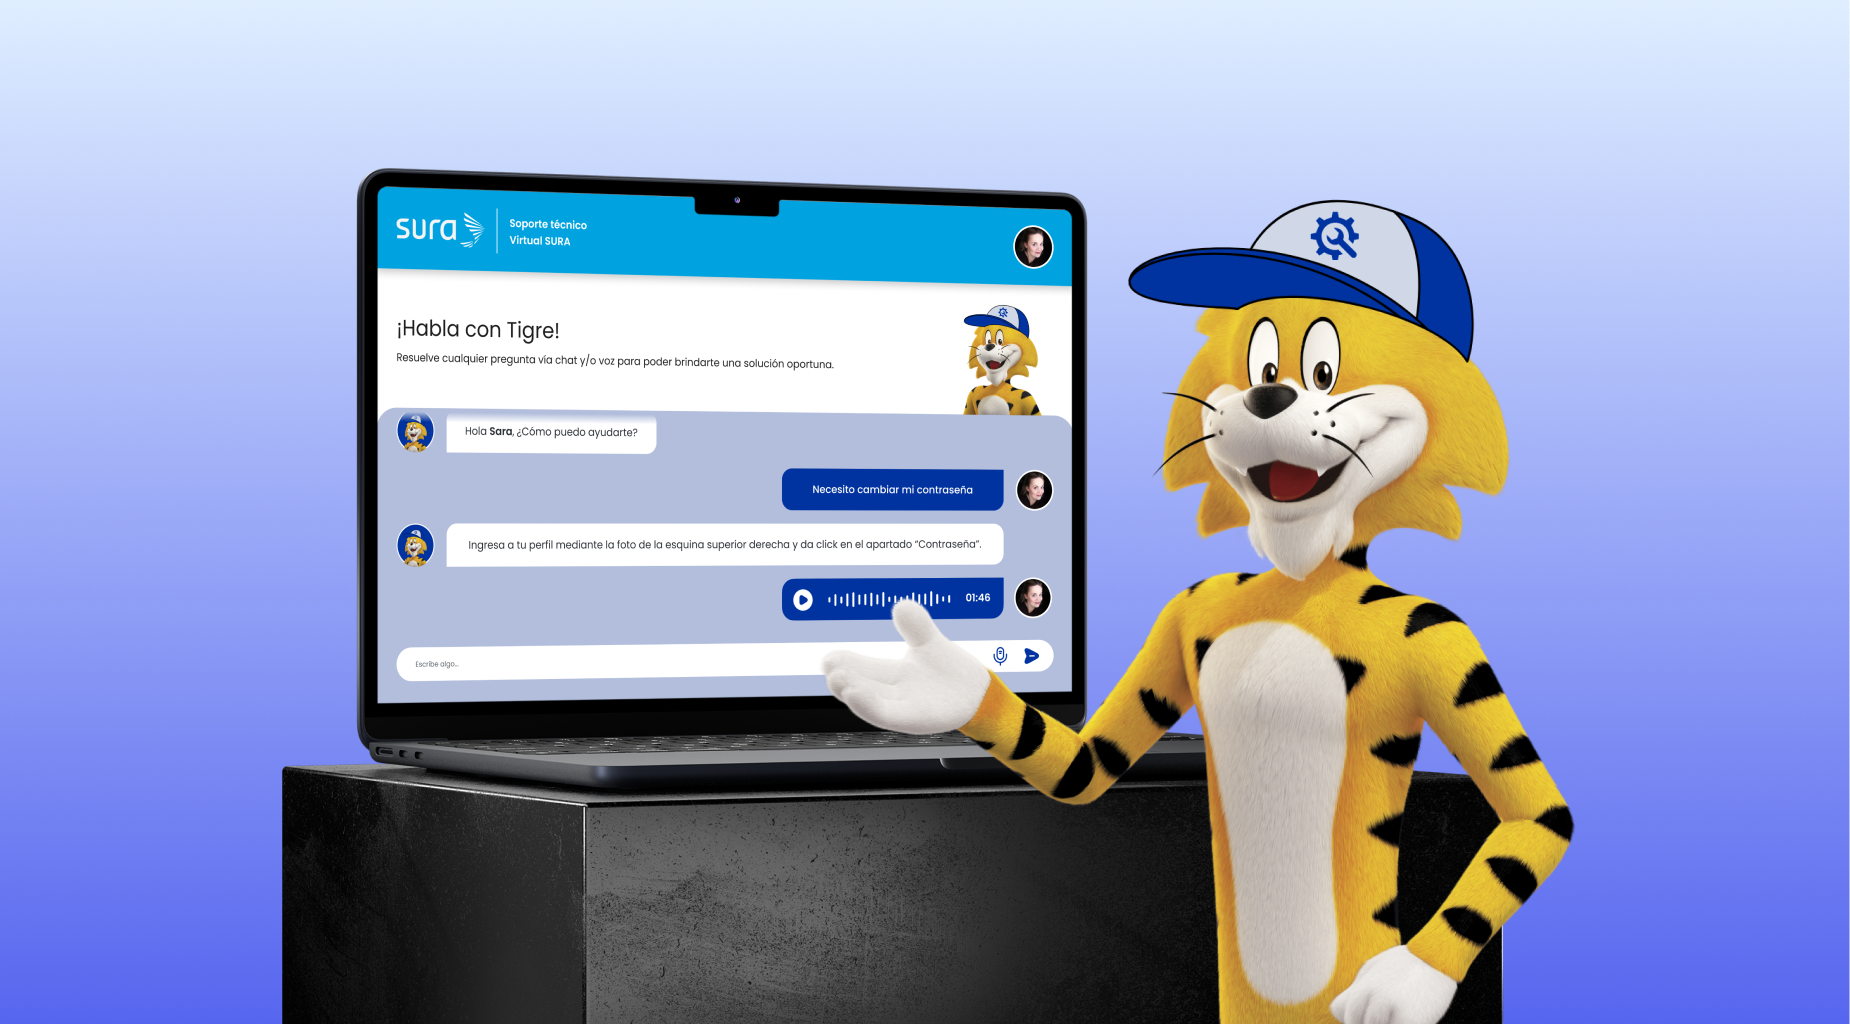 sura
Soporte técnico
Virtual SURA
¡Habla con Tigre!
Resuelve cualquier pregunta vía chat y/o voz para poder brindarte una solución oportuna.
Hola Sara, ¿Cómo puedo ayudarte?
Necesito cambiar mi contraseña
Ingresa a tu perfil mediante la foto de la esquina superior derecha y da click en el apartado “Contraseña”.
01:46
Escribe algo...